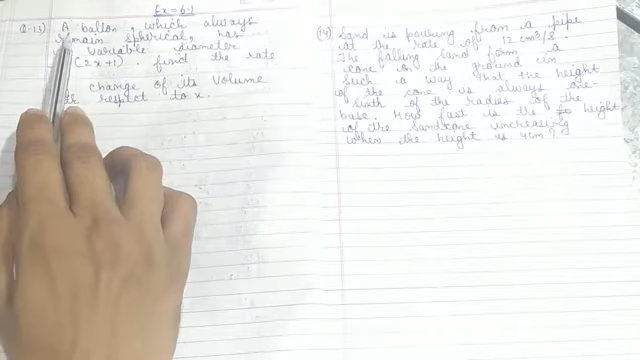 Ex = 6.1
Q-13) A ballon, which always
remain spherical, has
variable diameter
(2x+1). find the rate
change of its volume
respect to x.
(14) Sand is pouring from a pipe
at the rate of 12 cm³/s.
The falling sand form a
cone on the ground in
Such a way that the height
of the cone is always one-
sixth of the radius of the
base. How fast is the height
of the sandcone increasing
when the height is 4cm?